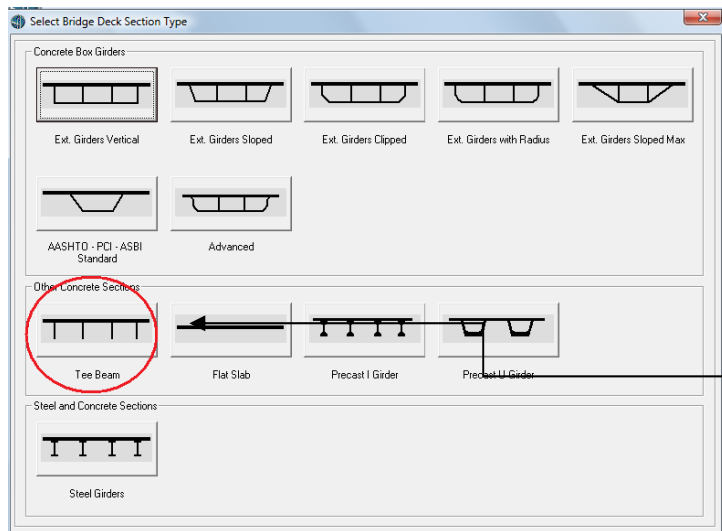 Select Bridge Deck Section Type
Concrete Box Girders
Ext. Girders Vertical
Ext. Girders Sloped
Ext. Girders Clipped
Ext. Girders with Radius
Ext. Girders Sloped Max
AASHTO - PCI - ASBI
Standard
Advanced
Other Concrete Sections
Tee Beam
Flat Slab
Precast I Girder
Precast U Girder
Steel and Concrete Sections
Steel Girders